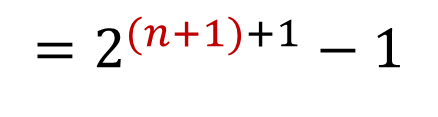 = 2^{(n+1)+1} − 1